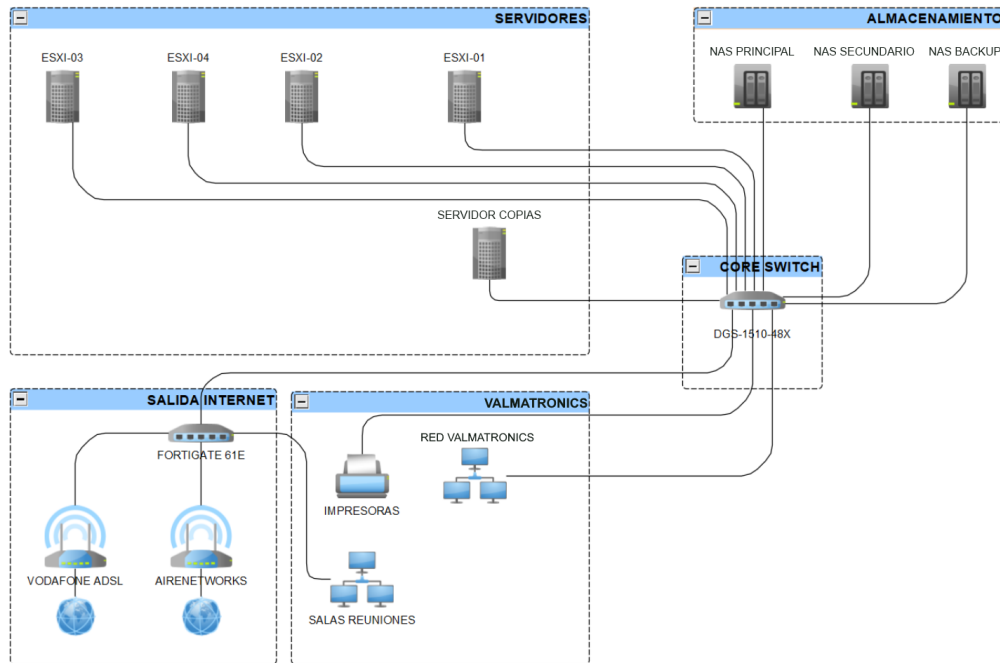 SERVIDORES
ESXI-03
ESXI-04
ESXI-02
ESXI-01
SERVIDOR COPIAS
ALMACENAMIENTO
NAS PRINCIPAL
NAS SECUNDARIO
NAS BACKUP
CORE SWITCH
DGS-1510-48X
SALIDA INTERNET
FORTIGATE 61E
VODAFONE ADSL
AIRENETWORKS
VALMATRONICS
RED VALMATRONICS
IMPRESORAS
SALAS REUNIONES